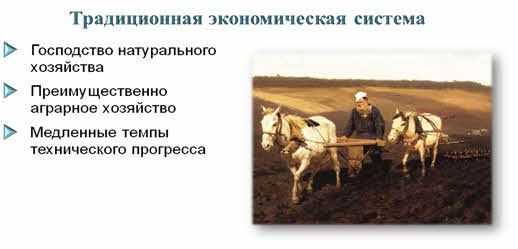 Традиционная экономическая система
Господство натурального
хозяйства
Преимущественно
аграрное хозяйство
Медленные темпы
технического прогресса